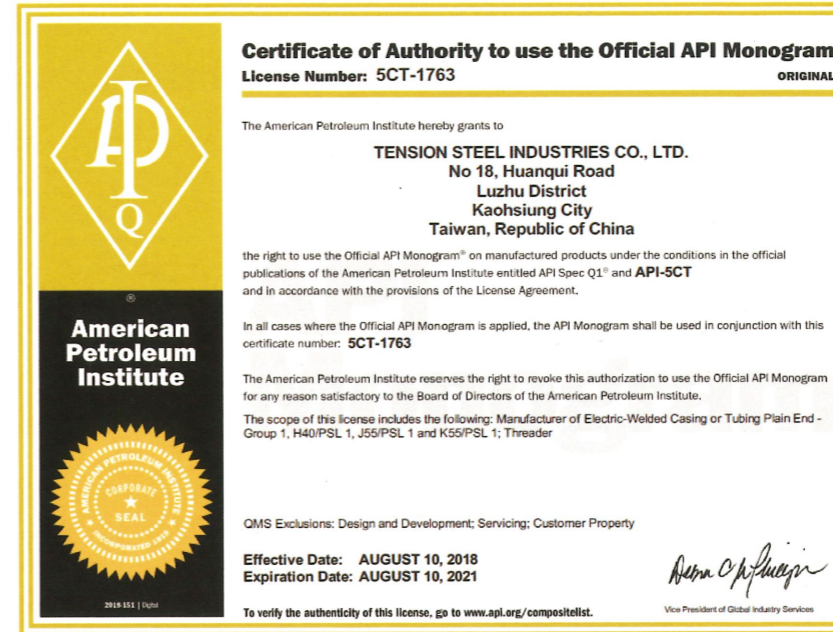 Certificate of Authority to use the Official API Monogram
License Number: 5CT-1763
ORIGINAL
The American Petroleum Institute hereby grants to
TENSION STEEL INDUSTRIES CO., LTD.
No 18, Huanqui Road
Luzhu District
Kaohsiung City
Taiwan, Republic of China
the right to use the Official API Monogram® on manufactured products under the conditions in the official
publications of the American Petroleum Institute entitled API Spec Q1® and API-5CT
and in accordance with the provisions of the License Agreement.
In all cases where the Official API Monogram is applied, the API Monogram shall be used in conjunction with this
certificate number: 5CT-1763
The American Petroleum Institute reserves the right to revoke this authorization to use the Official API Monogram
for any reason satisfactory to the Board of Directors of the American Petroleum Institute.
The scope of this license includes the following: Manufacturer of Electric-Welded Casing or Tubing Plain End -
Group 1, H40/PSL 1, J55/PSL 1 and K55/PSL 1; Threader
QMS Exclusions: Design and Development; Servicing; Customer Property
Effective Date: AUGUST 10, 2018
Expiration Date: AUGUST 10, 2021
To verify the authenticity of this license, go to www.api.org/compositelist.
Vice President of Global Industry Services
API
Q
®
American
Petroleum
Institute
AMERICAN PETROLEUM INSTITUTE
CORPORATE
SEAL
INCORPORATED 1919
2018-151 | Digital